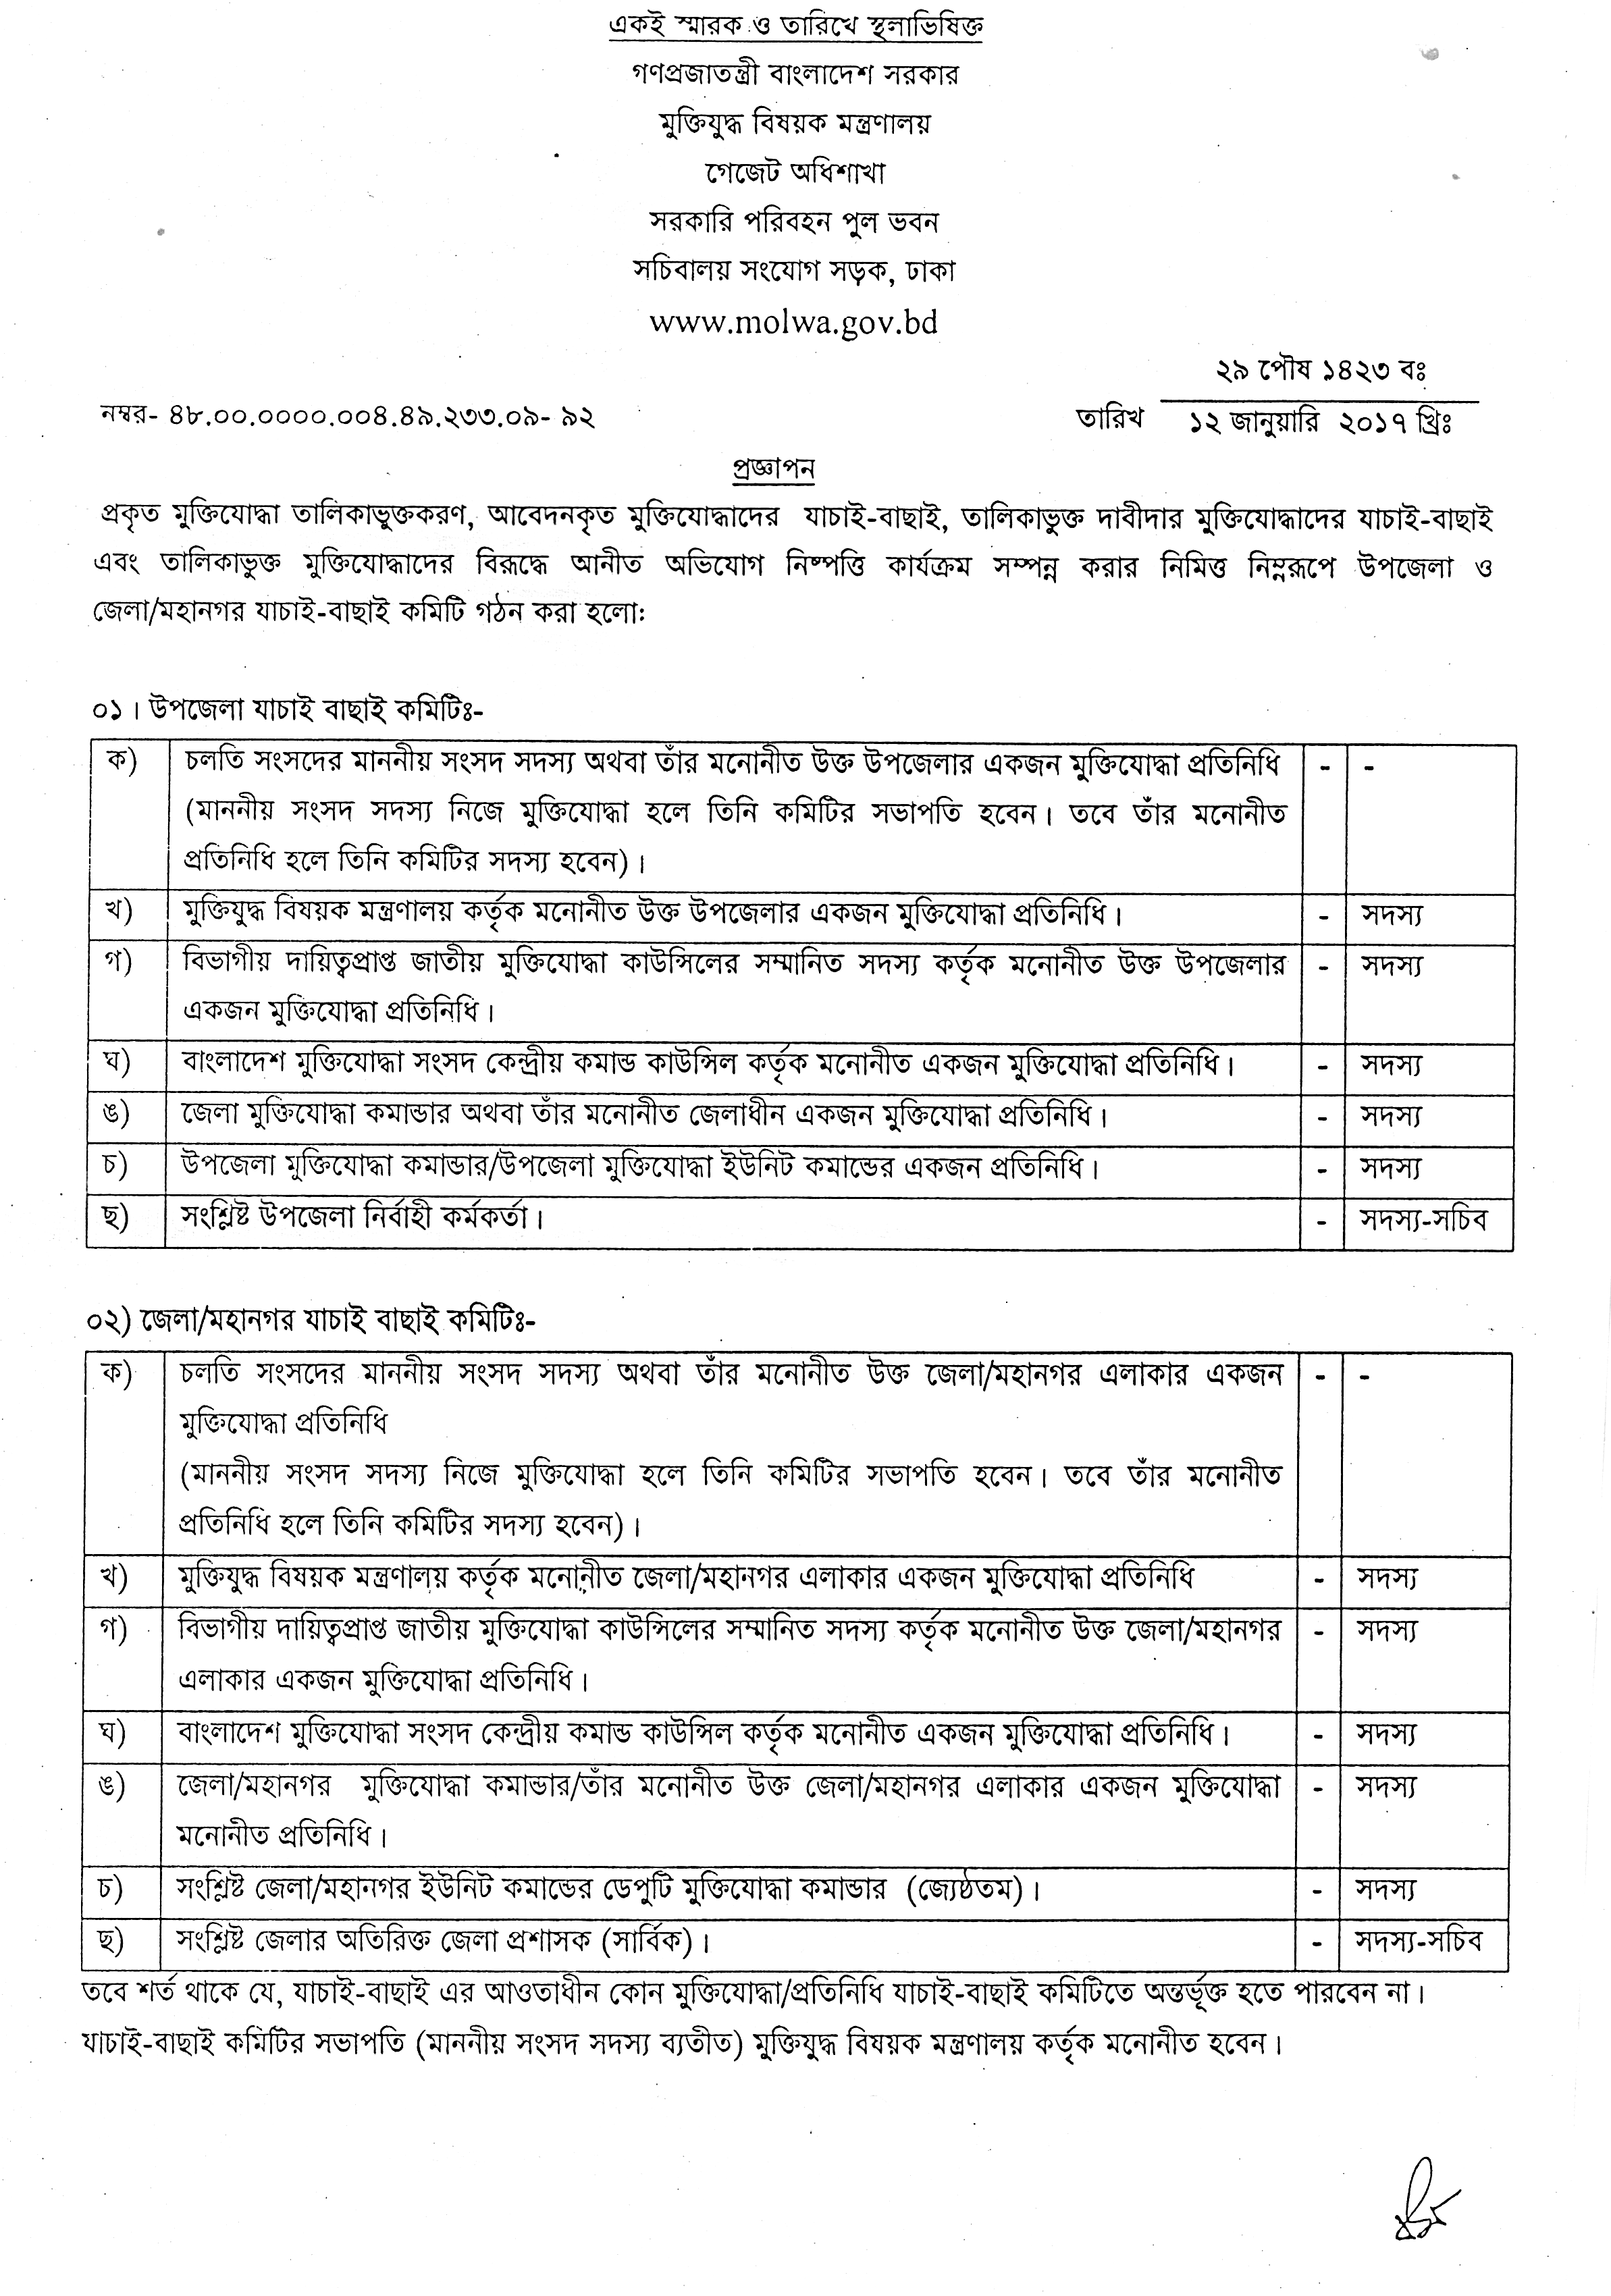 একই স্মারক ও তারিখে স্থলাভিষিক্ত
গণপ্রজাতন্ত্রী বাংলাদেশ সরকার
মুক্তিযুদ্ধ বিষয়ক মন্ত্রণালয়
গেজেট অধিশাখা
সরকারি পরিবহন পুল ভবন
সচিবালয় সংযোগ সড়ক, ঢাকা
www.molwa.gov.bd
২৯ পৌষ ১৪২৩ বঃ
নম্বর- ৪৮.০০.০০০০.০০৪.৪৯.২৩৩.০৯- ৯২ তারিখ ১২ জানুয়ারি ২০১৭ খ্রিঃ
প্রজ্ঞাপন
প্রকৃত মুক্তিযোদ্ধা তালিকাভুক্তকরণ, আবেদনকৃত মুক্তিযোদ্ধাদের যাচাই-বাছাই, তালিকাভুক্ত দাবীদার মুক্তিযোদ্ধাদের যাচাই-বাছাই
এবং তালিকাভুক্ত মুক্তিযোদ্ধাদের বিরূদ্ধে আনীত অভিযোগ নিষ্পত্তি কার্যক্রম সম্পন্ন করার নিমিত্ত নিম্নরূপে উপজেলা ও
জেলা/মহানগর যাচাই-বাছাই কমিটি গঠন করা হলো:
০১। উপজেলা যাচাই বাছাই কমিটিঃ-
ক) চলতি সংসদের মাননীয় সংসদ সদস্য অথবা তাঁর মনোনীত উক্ত উপজেলার একজন মুক্তিযোদ্ধা প্রতিনিধি - -
(মাননীয় সংসদ সদস্য নিজে মুক্তিযোদ্ধা হলে তিনি কমিটির সভাপতি হবেন। তবে তাঁর মনোনীত
প্রতিনিধি হলে তিনি কমিটির সদস্য হবেন)।
খ) মুক্তিযুদ্ধ বিষয়ক মন্ত্রণালয় কর্তৃক মনোনীত উক্ত উপজেলার একজন মুক্তিযোদ্ধা প্রতিনিধি। - সদস্য
গ) বিভাগীয় দায়িত্বপ্রাপ্ত জাতীয় মুক্তিযোদ্ধা কাউন্সিলের সম্মানিত সদস্য কর্তৃক মনোনীত উক্ত উপজেলার - সদস্য
একজন মুক্তিযোদ্ধা প্রতিনিধি।
ঘ) বাংলাদেশ মুক্তিযোদ্ধা সংসদ কেন্দ্রীয় কমান্ড কাউন্সিল কর্তৃক মনোনীত একজন মুক্তিযোদ্ধা প্রতিনিধি। - সদস্য
ঙ) জেলা মুক্তিযোদ্ধা কমান্ডার অথবা তাঁর মনোনীত জেলাধীন একজন মুক্তিযোদ্ধা প্রতিনিধি। - সদস্য
চ) উপজেলা মুক্তিযোদ্ধা কমান্ডার/উপজেলা মুক্তিযোদ্ধা ইউনিট কমান্ডের একজন প্রতিনিধি। - সদস্য
ছ) সংশ্লিষ্ট উপজেলা নির্বাহী কর্মকর্তা। - সদস্য-সচিব
০২) জেলা/মহানগর যাচাই বাছাই কমিটিঃ-
ক) চলতি সংসদের মাননীয় সংসদ সদস্য অথবা তাঁর মনোনীত উক্ত জেলা/মহানগর এলাকার একজন - -
মুক্তিযোদ্ধা প্রতিনিধি
(মাননীয় সংসদ সদস্য নিজে মুক্তিযোদ্ধা হলে তিনি কমিটির সভাপতি হবেন। তবে তাঁর মনোনীত
প্রতিনিধি হলে তিনি কমিটির সদস্য হবেন)।
খ) মুক্তিযুদ্ধ বিষয়ক মন্ত্রণালয় কর্তৃক মনোনীত জেলা/মহানগর এলাকার একজন মুক্তিযোদ্ধা প্রতিনিধি - সদস্য
গ) বিভাগীয় দায়িত্বপ্রাপ্ত জাতীয় মুক্তিযোদ্ধা কাউন্সিলের সম্মানিত সদস্য কর্তৃক মনোনীত উক্ত জেলা/মহানগর - সদস্য
এলাকার একজন মুক্তিযোদ্ধা প্রতিনিধি।
ঘ) বাংলাদেশ মুক্তিযোদ্ধা সংসদ কেন্দ্রীয় কমান্ড কাউন্সিল কর্তৃক মনোনীত একজন মুক্তিযোদ্ধা প্রতিনিধি। - সদস্য
ঙ) জেলা/মহানগর মুক্তিযোদ্ধা কমান্ডার/তাঁর মনোনীত উক্ত জেলা/মহানগর এলাকার একজন মুক্তিযোদ্ধা - সদস্য
মনোনীত প্রতিনিধি।
চ) সংশ্লিষ্ট জেলা/মহানগর ইউনিট কমান্ডের ডেপুটি মুক্তিযোদ্ধা কমান্ডার (জ্যেষ্ঠতম)। - সদস্য
ছ) সংশ্লিষ্ট জেলার অতিরিক্ত জেলা প্রশাসক (সার্বিক)। - সদস্য-সচিব
তবে শর্ত থাকে যে, যাচাই-বাছাই এর আওতাধীন কোন মুক্তিযোদ্ধা/প্রতিনিধি যাচাই-বাছাই কমিটিতে অন্তর্ভূক্ত হতে পারবেন না।
যাচাই-বাছাই কমিটির সভাপতি (মাননীয় সংসদ সদস্য ব্যতীত) মুক্তিযুদ্ধ বিষয়ক মন্ত্রণালয় কর্তৃক মনোনীত হবেন।